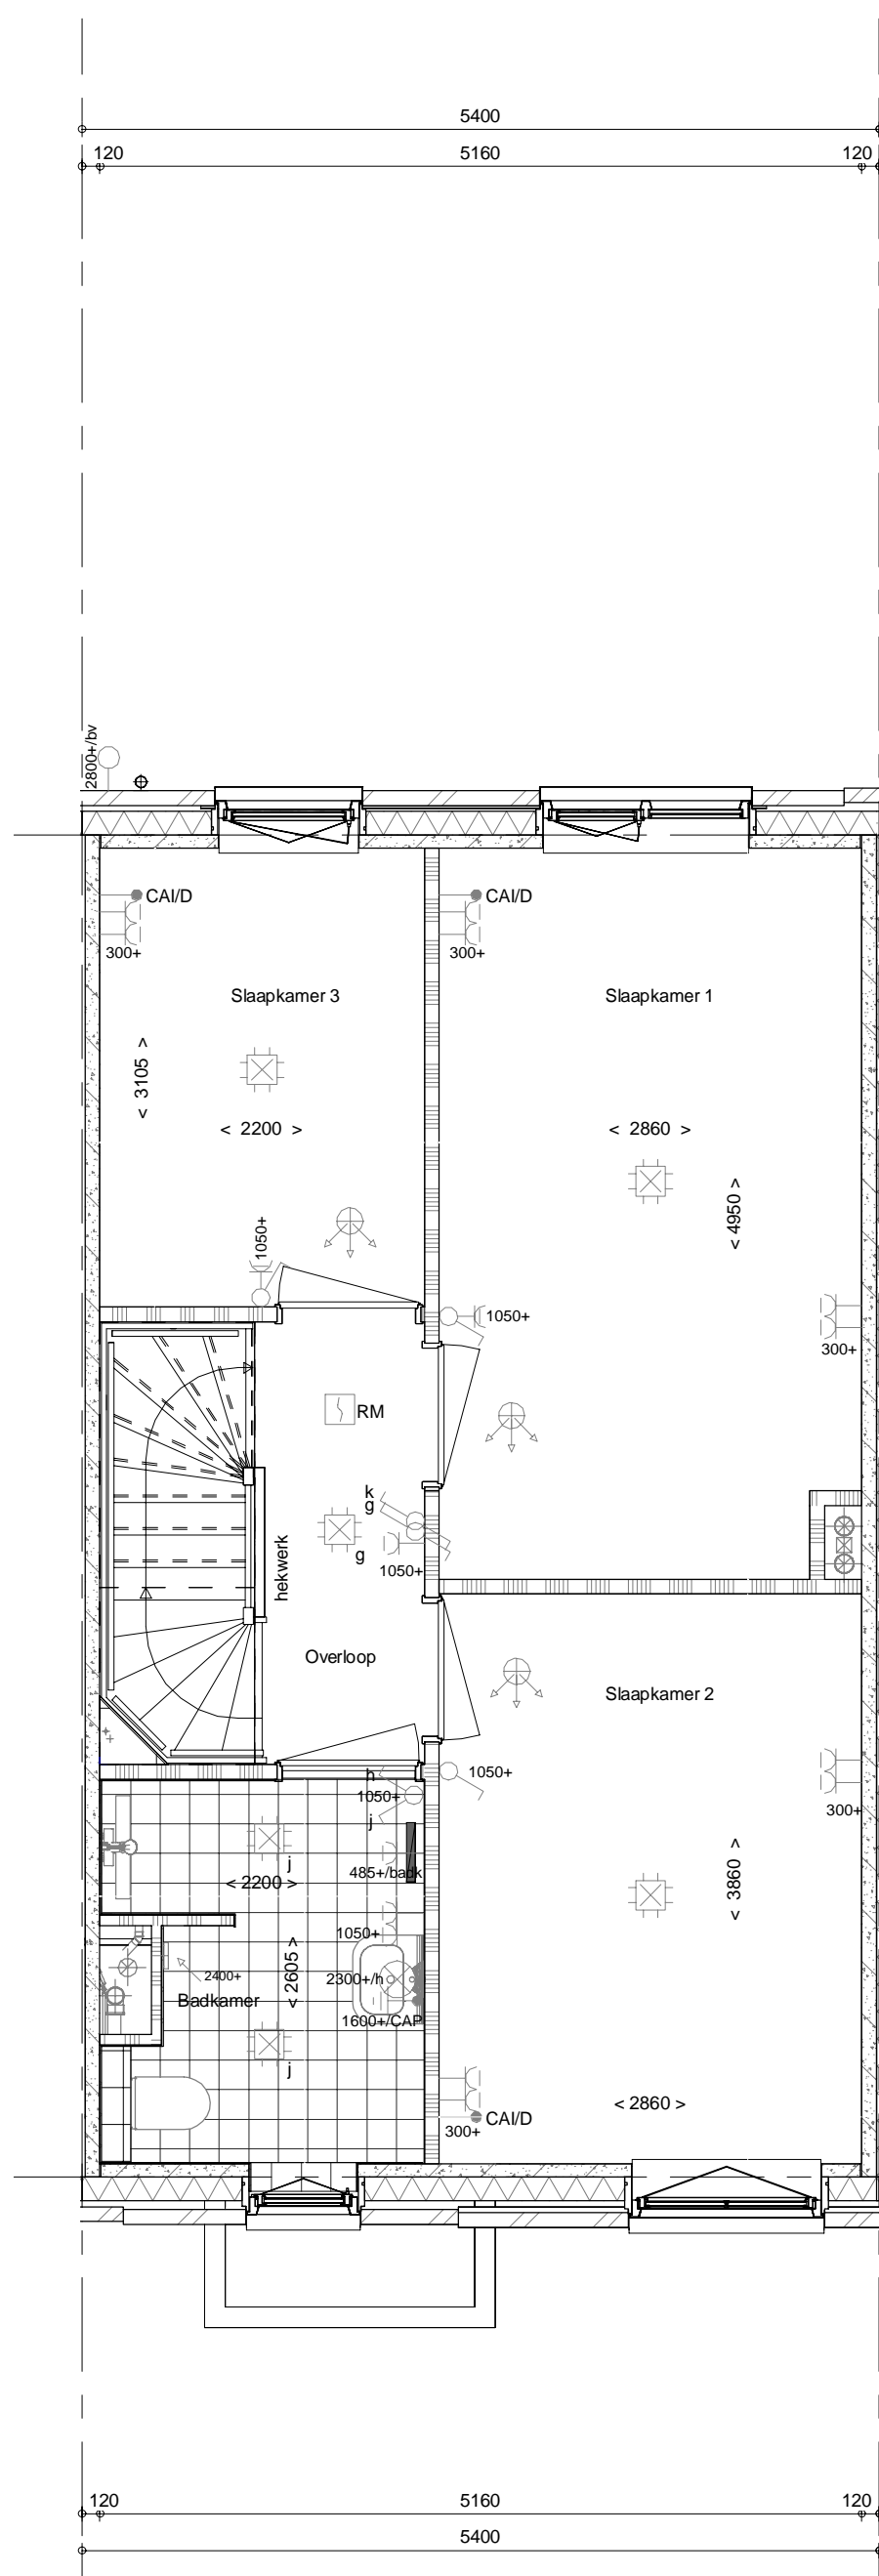 5400
120 5160 120
2800+/bv
CAI/D CAI/D
300+ 300+
Slaapkamer 3 Slaapkamer 1
< 3105 >
< 2200 > < 2860 >
< 4950 >
1050+
1050+
300+
RM
k
g
g
1050+
hekwerk
Overloop
Slaapkamer 2
h
1050+
1050+
j
300+
j
485+/badk
< 2200 >
< 3860 >
1050+
< 2605 >
2400+
2300+/h
Badkamer
1600+/CAP
j
< 2860 >
CAI/D
300+
120 5160 120
5400